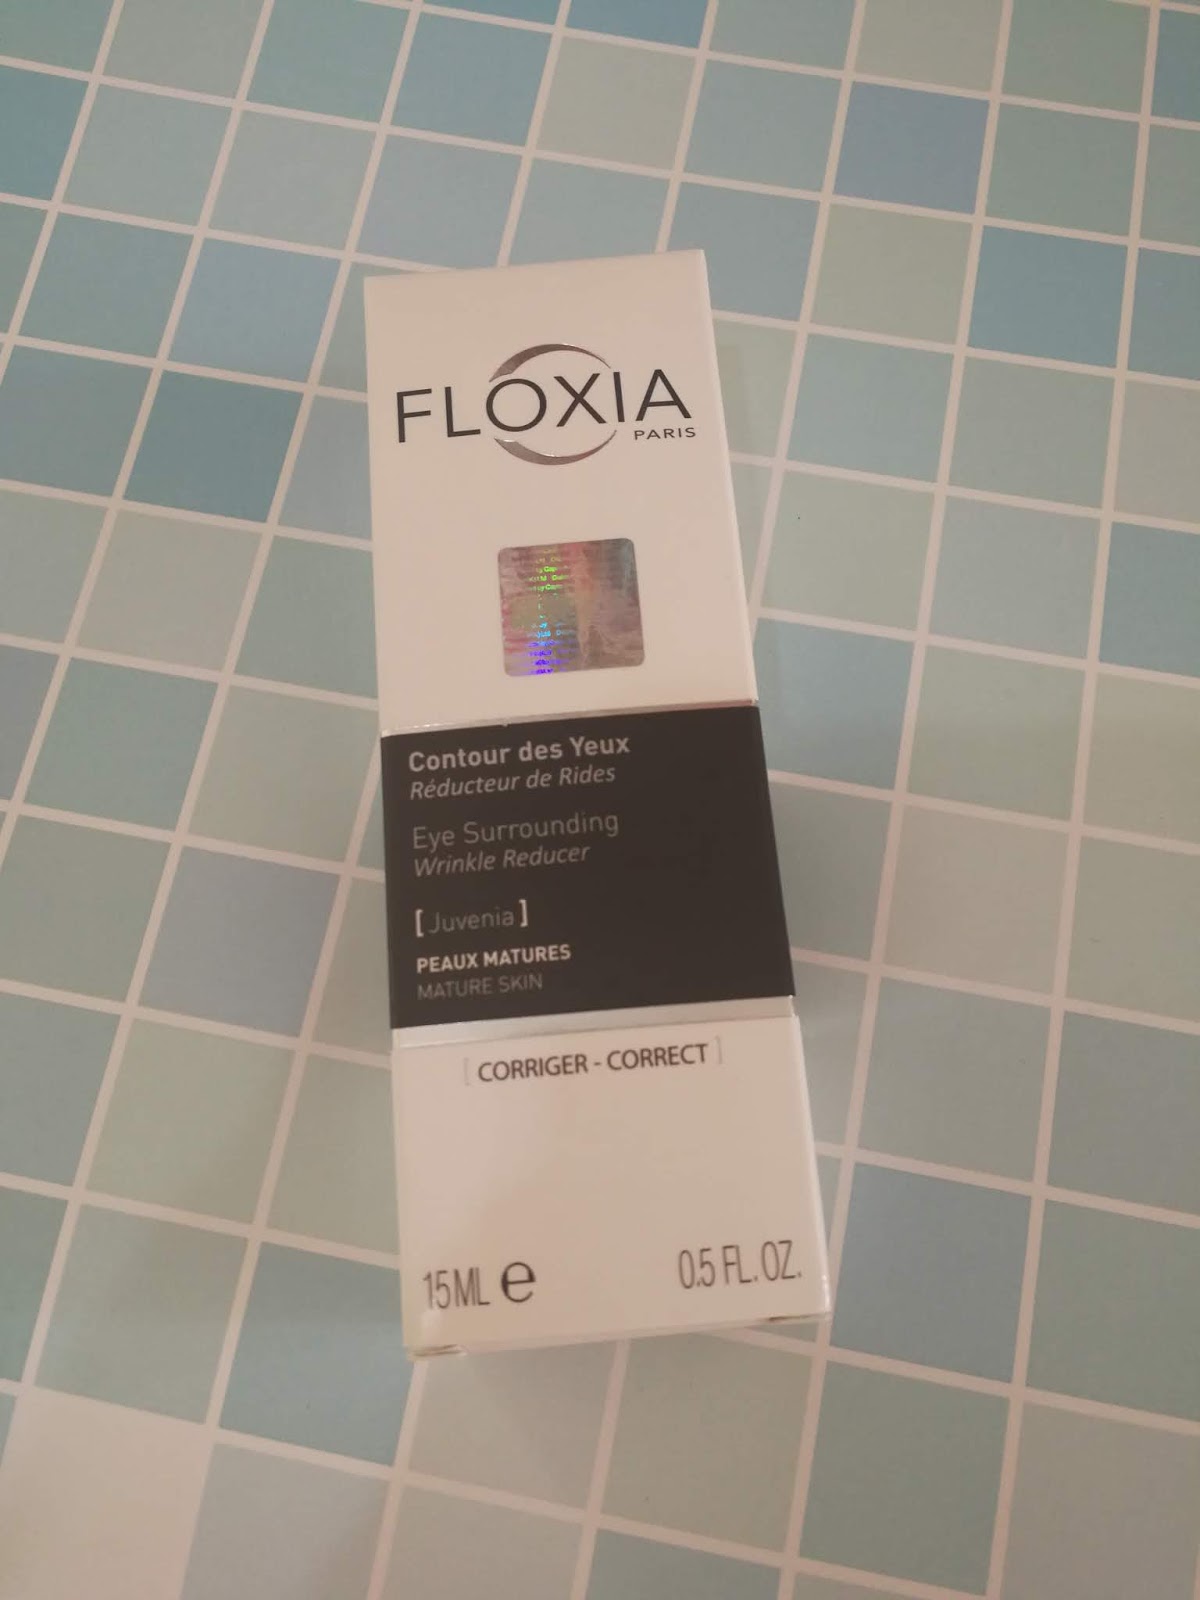 FLOXIA
PARIS
Contour des Yeux
Réducteur de Rides
Eye Surrounding
Wrinkle Reducer
[Juvenia]
PEAUX MATURES
MATURE SKIN
[ CORRIGER - CORRECT ]
15ML e
0.5 FL. OZ.